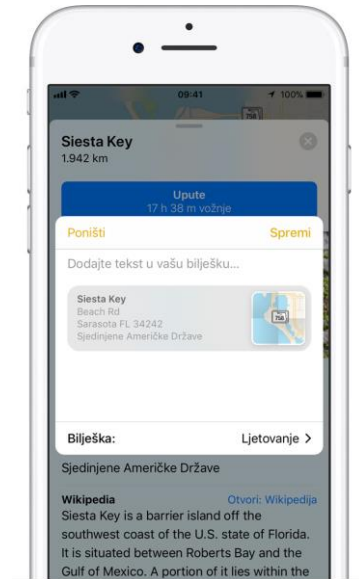 09:41
100%
758
Siesta Key
1.942 km
Upute
17 h 38 m vožnje
Poništi
Spremi
Dodajte tekst u vašu bilješku...
Siesta Key
Beach Rd
Sarasota FL 34242
Sjedinjene Američke Države
758
Bilješka:
Ljetovanje >
Sjedinjene Američke Države
Wikipedia
Otvori: Wikipedija
Siesta Key is a barrier island off the
southwest coast of the U.S. state of Florida.
It is situated between Roberts Bay and the
Gulf of Mexico. A portion of it lies within the